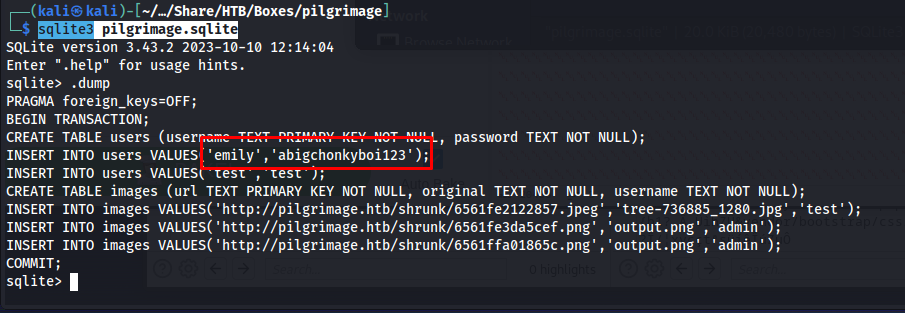 (kali㉿kali)-[~/…/Share/HTB/Boxes/pilgrimage]
$ sqlite3 pilgrimage.sqlite
SQLite version 3.43.2 2023-10-10 12:14:04
Enter ".help" for usage hints.
sqlite> .dump
PRAGMA foreign_keys=OFF;
BEGIN TRANSACTION;
CREATE TABLE users (username TEXT PRIMARY KEY NOT NULL, password TEXT NOT NULL);
INSERT INTO users VALUES('emily','abigchonkyboi123');
INSERT INTO users VALUES('test','test');
CREATE TABLE images (url TEXT PRIMARY KEY NOT NULL, original TEXT NOT NULL, username TEXT NOT NULL);
INSERT INTO images VALUES('http://pilgrimage.htb/shrunk/6561fe2122857.jpeg','tree-736885_1280.jpg','test');
INSERT INTO images VALUES('http://pilgrimage.htb/shrunk/6561fe3da5cef.png','output.png','admin');
INSERT INTO images VALUES('http://pilgrimage.htb/shrunk/6561ffa01865c.png','output.png','admin');
COMMIT;
sqlite>
Browse Network
Search...
0 highlights
Search...